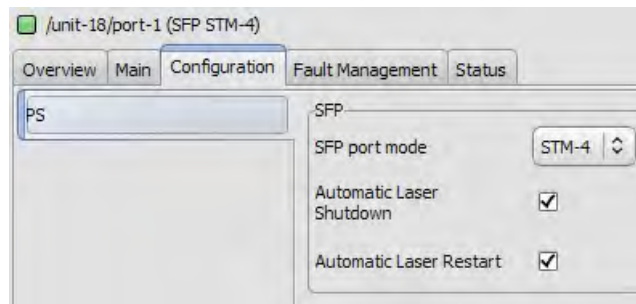 /unit-18/port-1 (SFP STM-4)
Overview Main Configuration Fault Management Status
PS
SFP
SFP port mode STM-4
Automatic Laser
Shutdown
Automatic Laser Restart